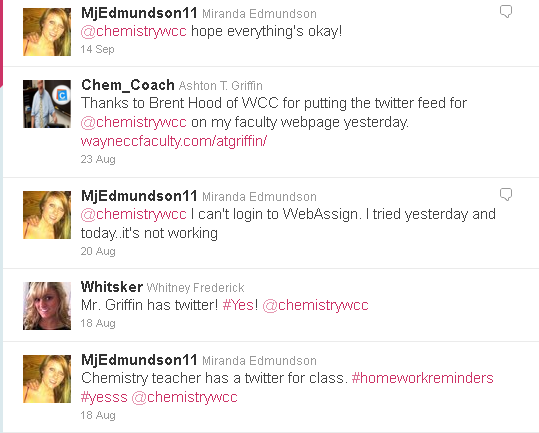 MjEdmundson11 Miranda Edmundson
@chemistrywcc hope everything's okay!
14 Sep
Chem_Coach Ashton T. Griffin
Thanks to Brent Hood of WCC for putting the twitter feed for
@chemistrywcc on my faculty webpage yesterday.
wayneccfaculty.com/atgriffin/
23 Aug
MjEdmundson11 Miranda Edmundson
@chemistrywcc I can't login to WebAssign. I tried yesterday and
today..it's not working
20 Aug
Whitsker Whitney Frederick
Mr. Griffin has twitter! #Yes! @chemistrywcc
18 Aug
MjEdmundson11 Miranda Edmundson
Chemistry teacher has a twitter for class. #homeworkreminders
#yesss @chemistrywcc
18 Aug